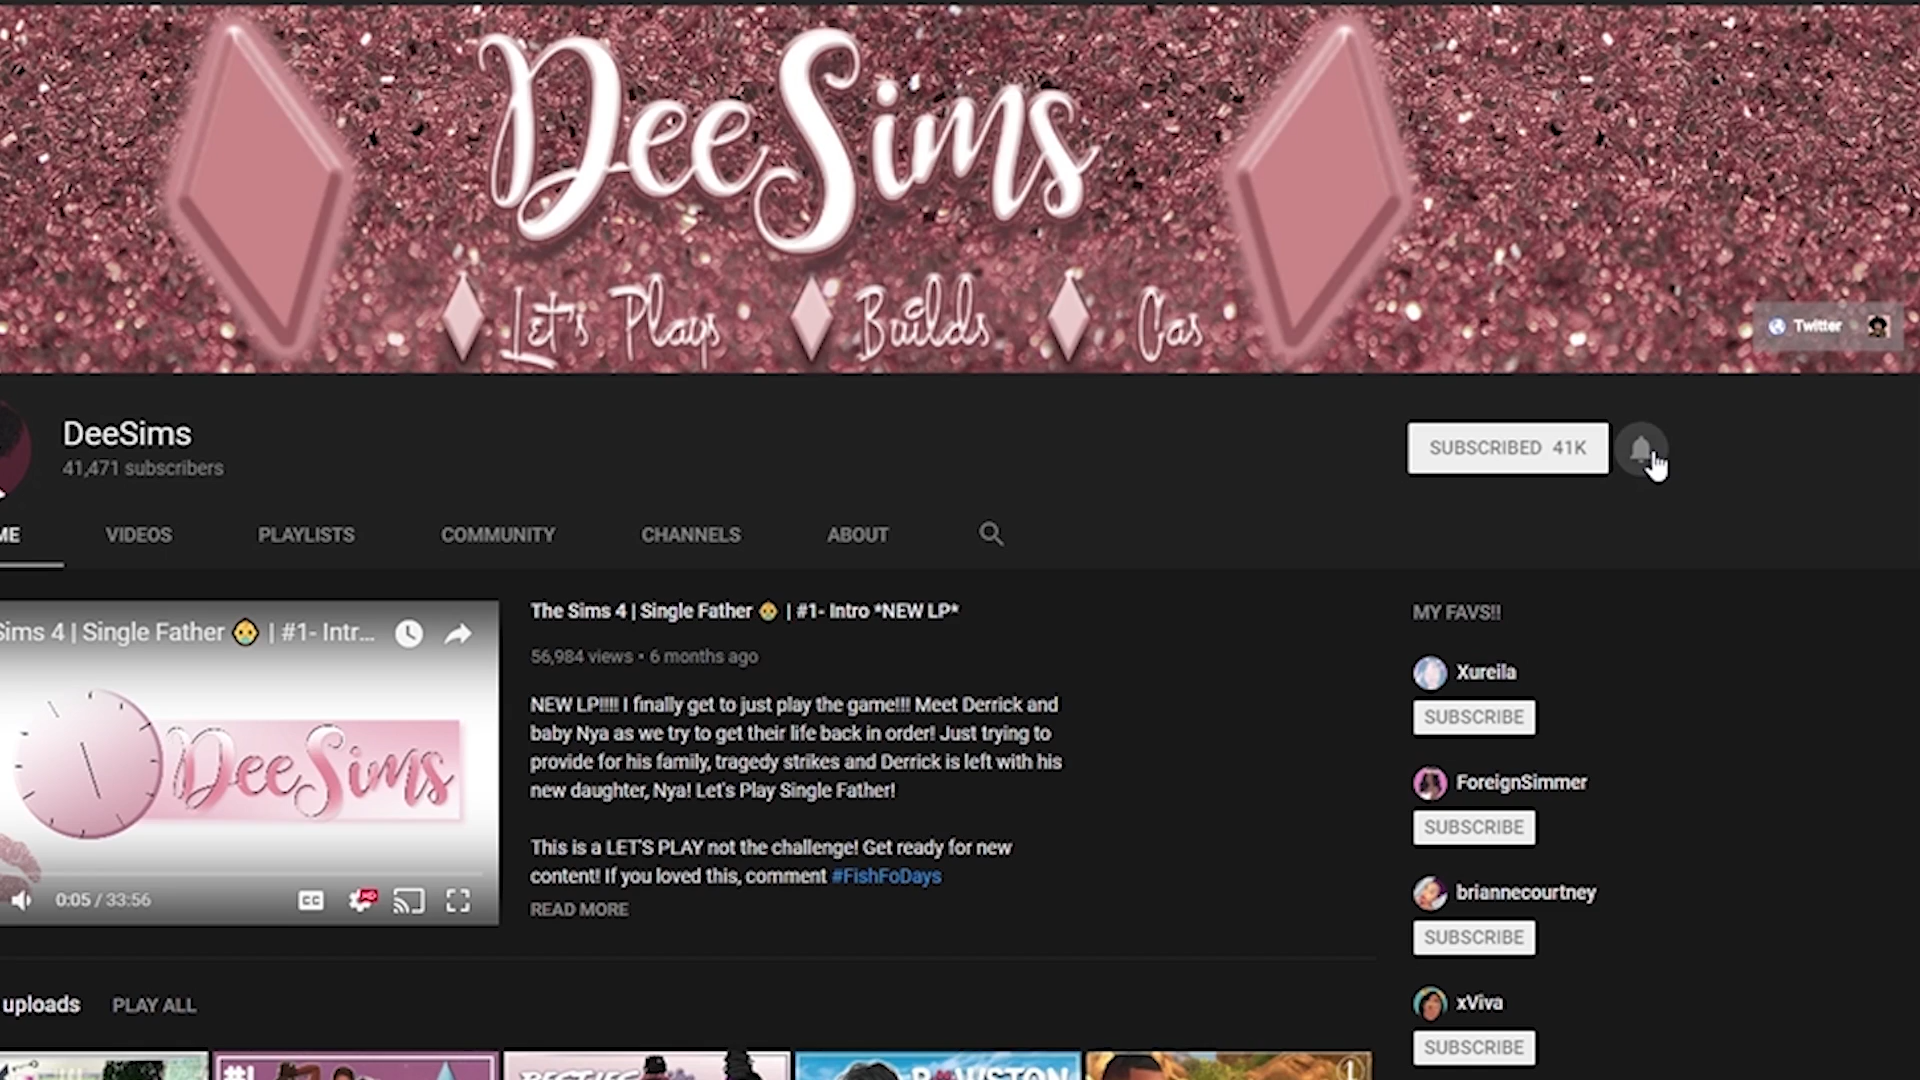 DeeSims
Let's Plays Builds Cas
Twitter
DeeSims
41,471 subscribers
SUBSCRIBED 41K
ME VIDEOS PLAYLISTS COMMUNITY CHANNELS ABOUT
Sims 4 | Single Father 👶 | #1- Intr...
DeeSims
0:05 / 33:56
CC
HD
The Sims 4 | Single Father 👶 | #1- Intro *NEW LP*
56,984 views • 6 months ago
NEW LP!!!! I finally get to just play the game!!! Meet Derrick and
baby Nya as we try to get their life back in order! Just trying to
provide for his family, tragedy strikes and Derrick is left with his
new daughter, Nya! Let's Play Single Father!
This is a LET'S PLAY not the challenge! Get ready for new
content! If you loved this, comment #FishFoDays
READ MORE
MY FAVS!!
Xureila
SUBSCRIBE
ForeignSimmer
SUBSCRIBE
briannecourtney
SUBSCRIBE
xViva
SUBSCRIBE
uploads PLAY ALL
#1